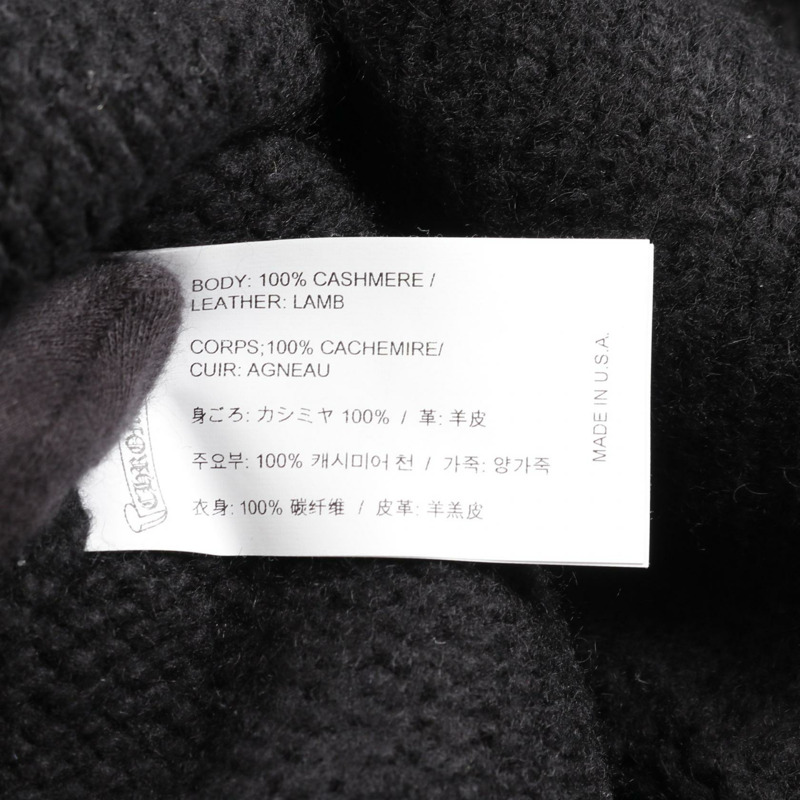 BODY: 100% CASHMERE /
LEATHER: LAMB
CORPS;100% CACHEMIRE/
CUIR: AGNEAU
身ごろ: カシミヤ 100% / 革: 羊皮
주요부: 100% 캐시미어 천 / 가죽: 양가죽
衣身: 100% 碳纤维 / 皮革: 羊羔皮
MADE IN U.S.A.
CHROM